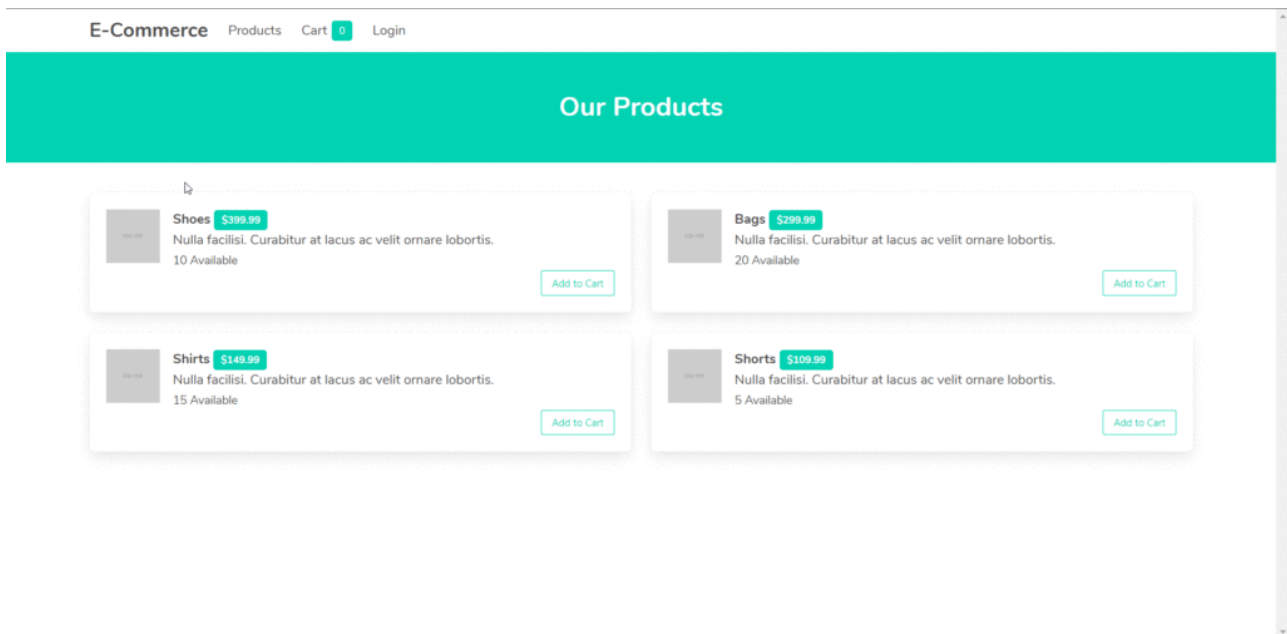 E-Commerce Products Cart 0 Login
Our Products
Shoes $399.99
Nulla facilisi. Curabitur at lacus ac velit ornare lobortis.
10 Available
Add to Cart
Bags $299.99
Nulla facilisi. Curabitur at lacus ac velit ornare lobortis.
20 Available
Add to Cart
Shirts $149.99
Nulla facilisi. Curabitur at lacus ac velit ornare lobortis.
15 Available
Add to Cart
Shorts $109.99
Nulla facilisi. Curabitur at lacus ac velit ornare lobortis.
5 Available
Add to Cart